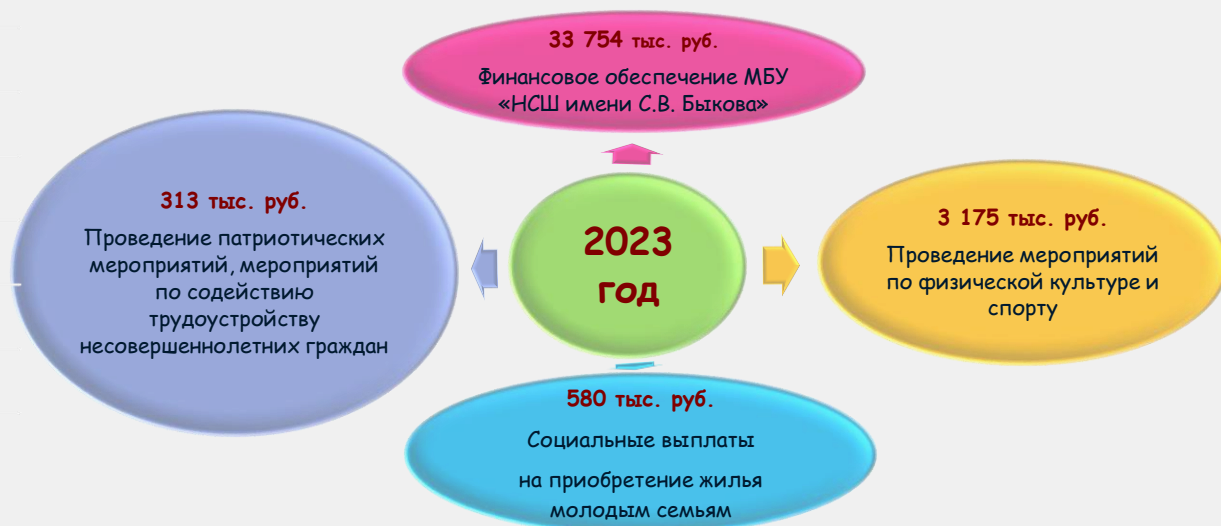 33 754 тыс. руб.
Финансовое обеспечение МБУ
«НСШ имени С.В. Быкова»
313 тыс. руб.
Проведение патриотических
мероприятий, мероприятий
по содействию
трудоустройству
несовершеннолетних граждан
2023
год
3 175 тыс. руб.
Проведение мероприятий
по физической культуре и
спорту
580 тыс. руб.
Социальные выплаты
на приобретение жилья
молодым семьям